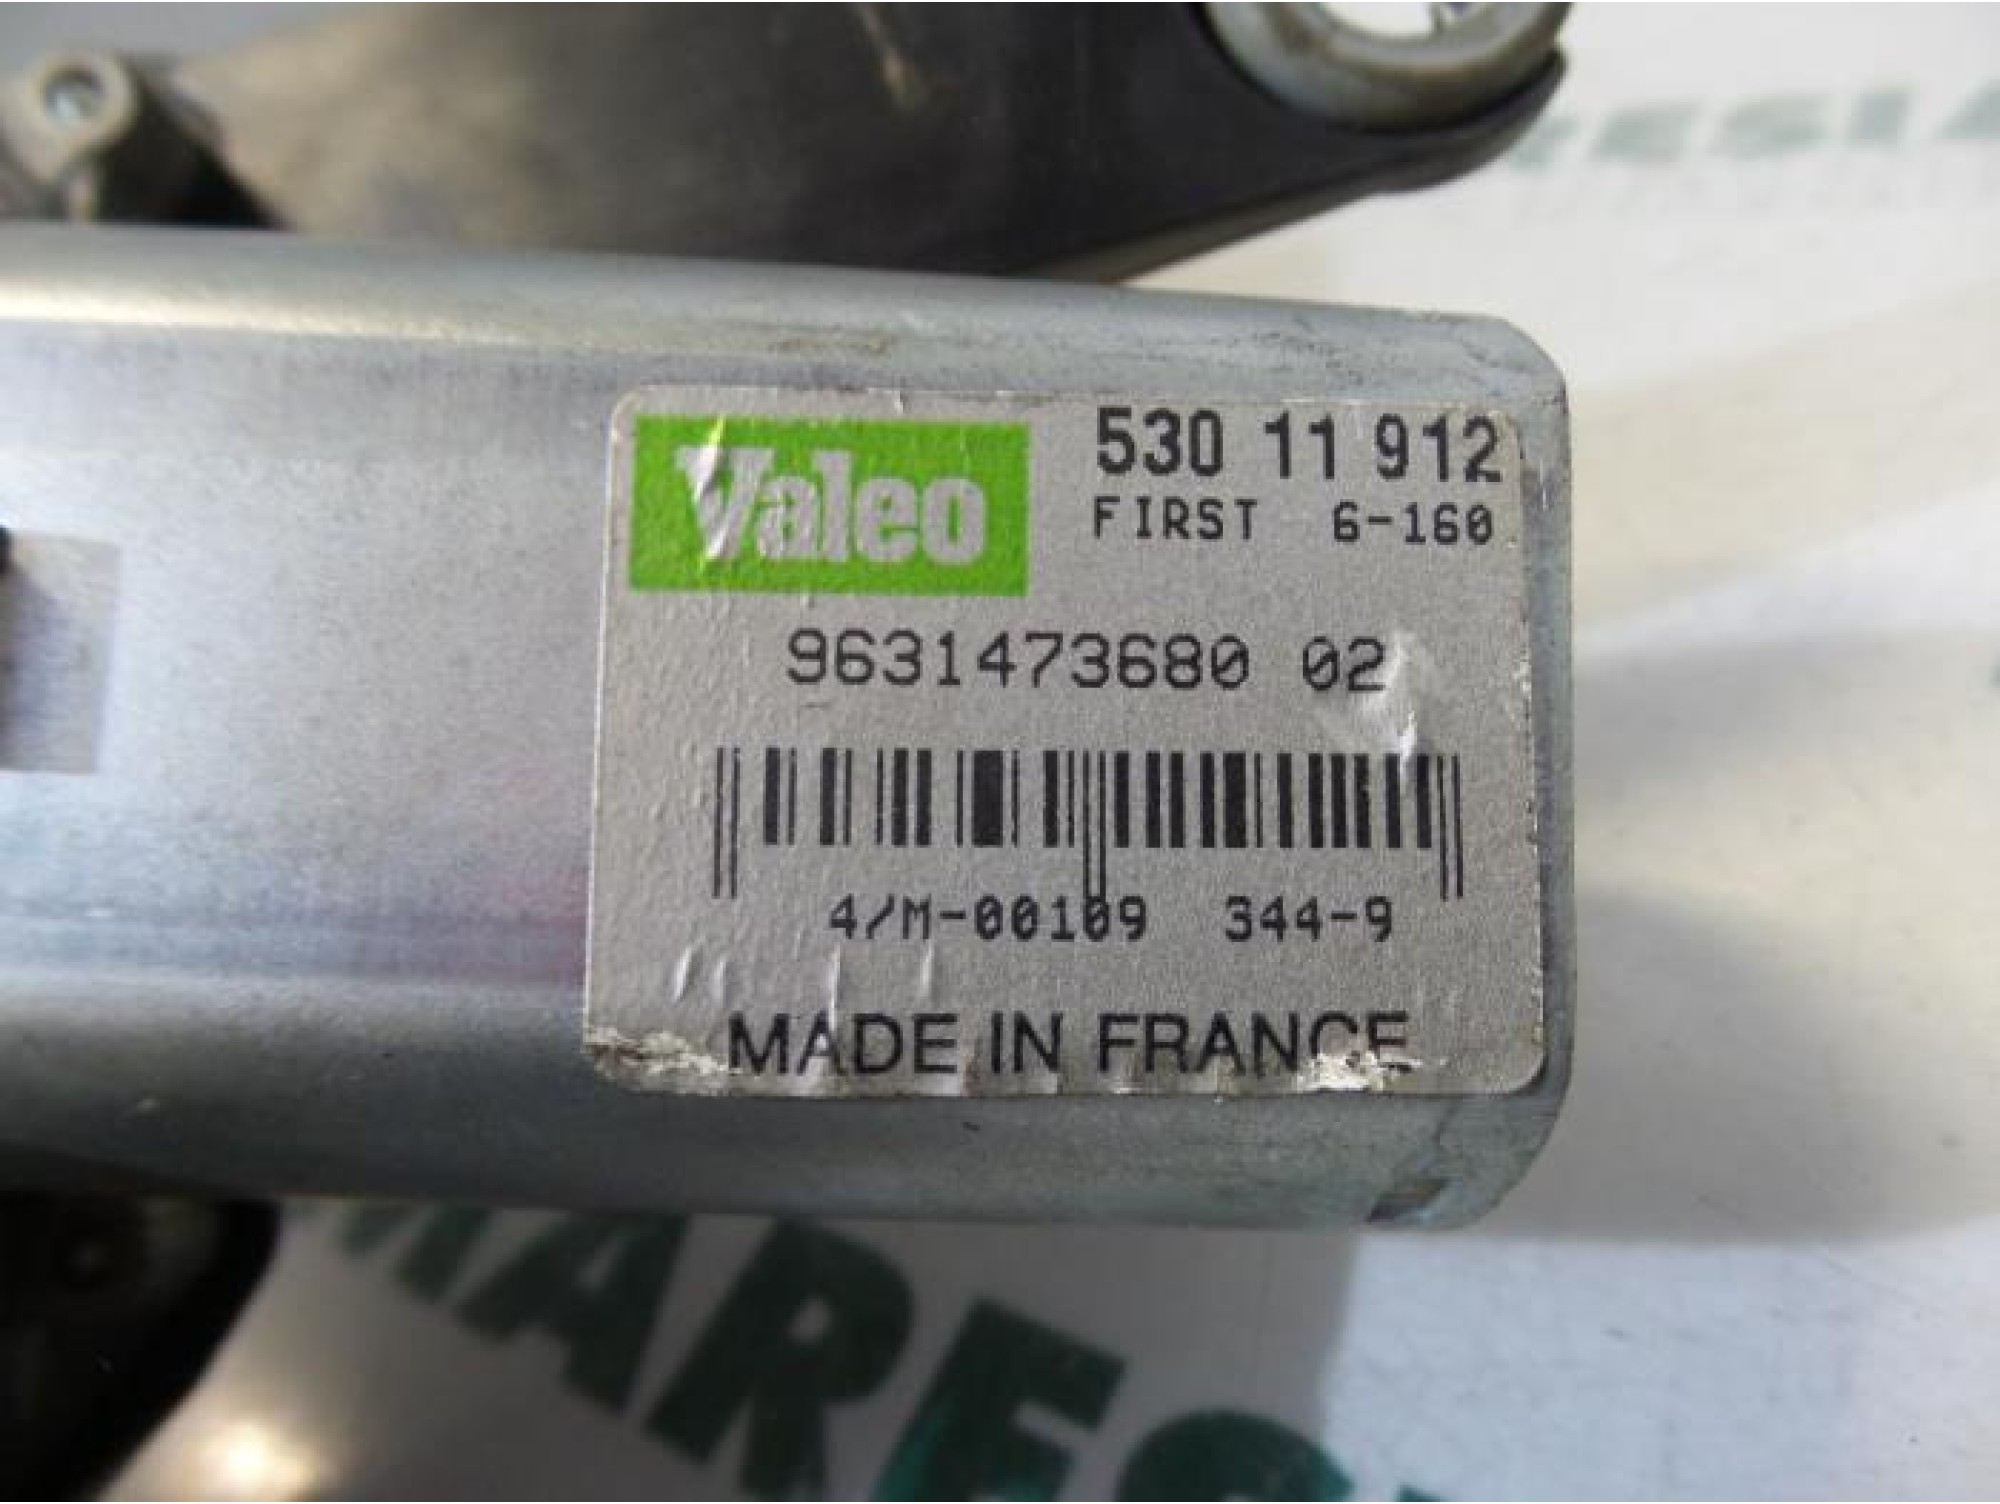 Valeo
530 11 912
FIRST 6-160
9631473680 02
4/M-00109 344-9
MADE IN FRANCE